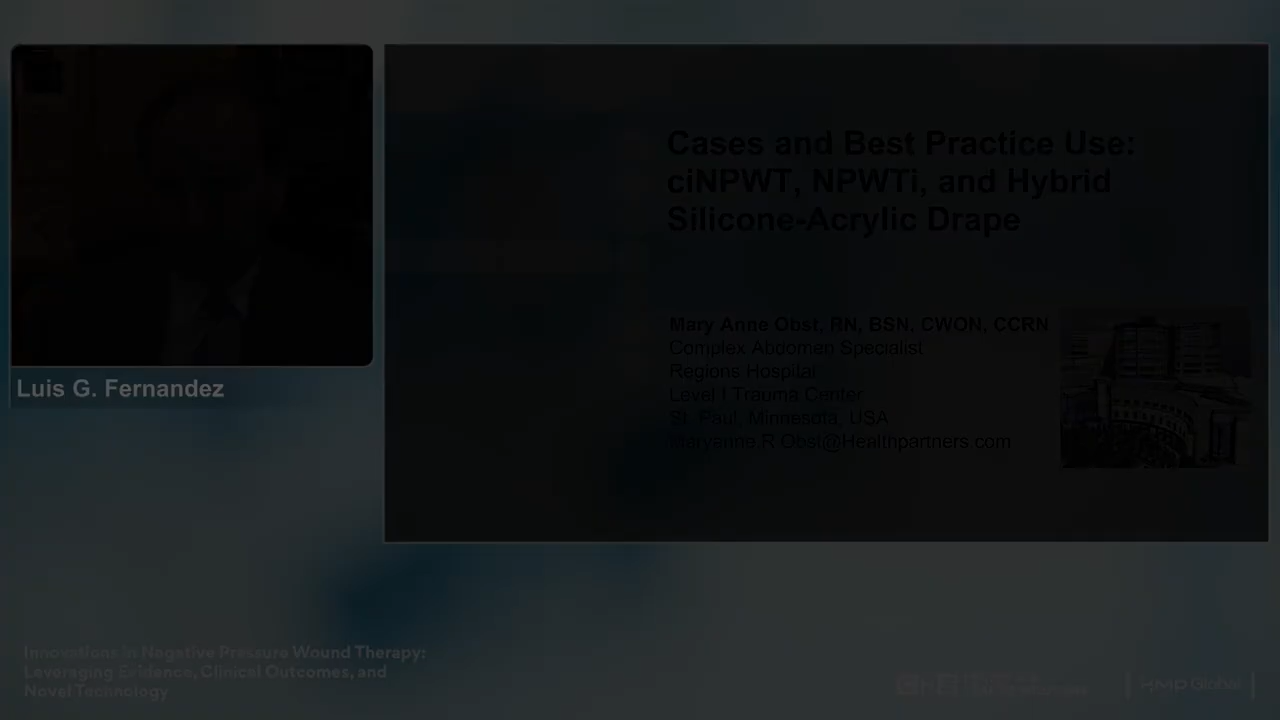 Cases and Best Practice Use:
ciNPWT, NPWTi, and Hybrid
Silicone-Acrylic Drape
Mary Anne Obst, RN, BSN, CWON, CCRN
Complex Abdomen Specialist
Regions Hospital
Level I Trauma Center
St. Paul, Minnesota, USA
Maryanne R Obst@Healthpartners com
Luis G. Fernandez
Innovations in Negative Pressure Wound Therapy:
Leveraging Evidence, Clinical Outcomes, and
Novel Technology
HMP Global